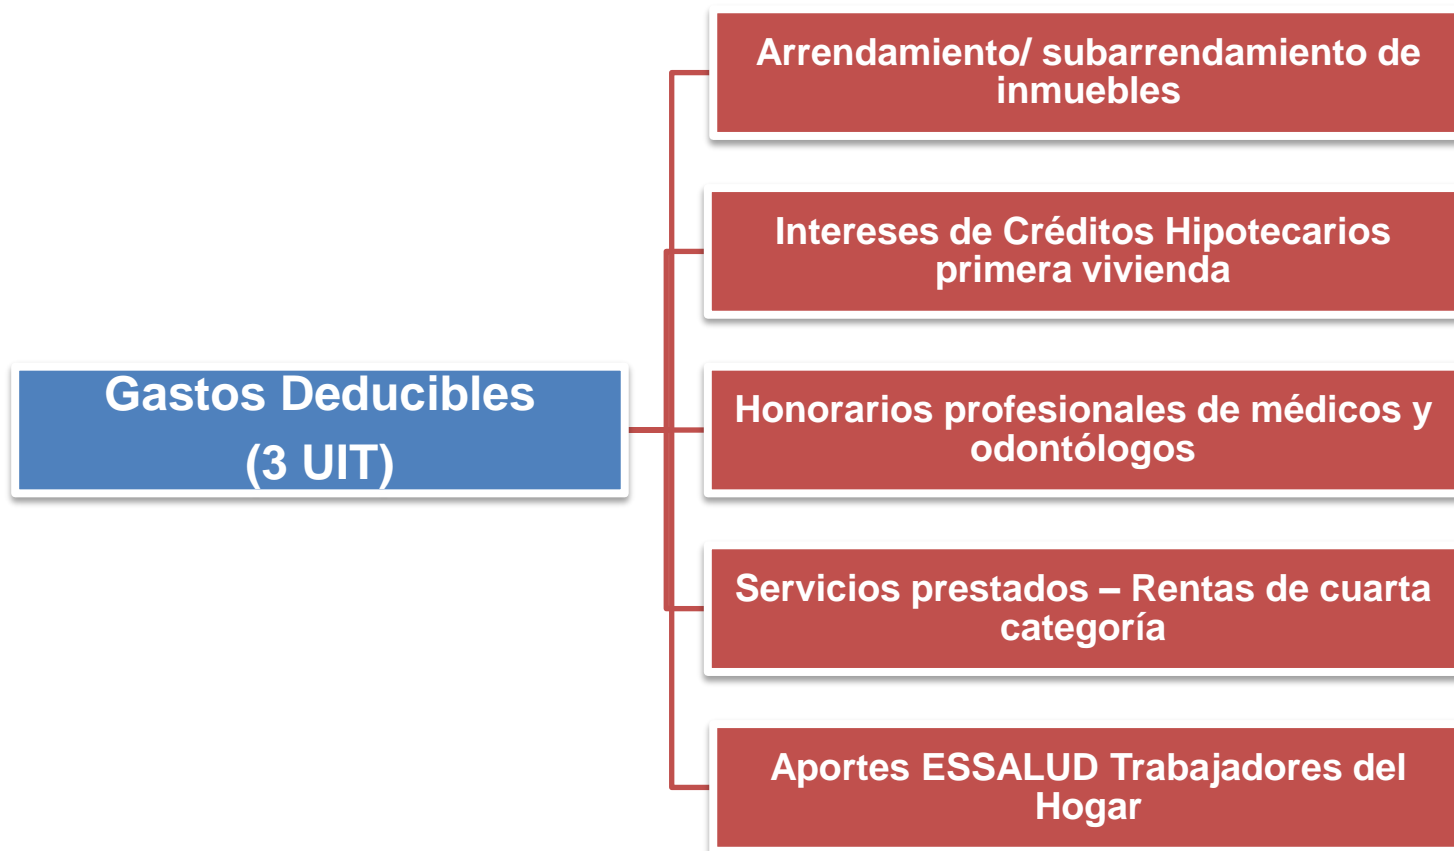 Arrendamiento/ subarrendamiento de
inmuebles
Intereses de Créditos Hipotecarios
primera vivienda
Gastos Deducibles
(3 UIT)
Honorarios profesionales de médicos y
odontólogos
Servicios prestados – Rentas de cuarta
categoría
Aportes ESSALUD Trabajadores del
Hogar